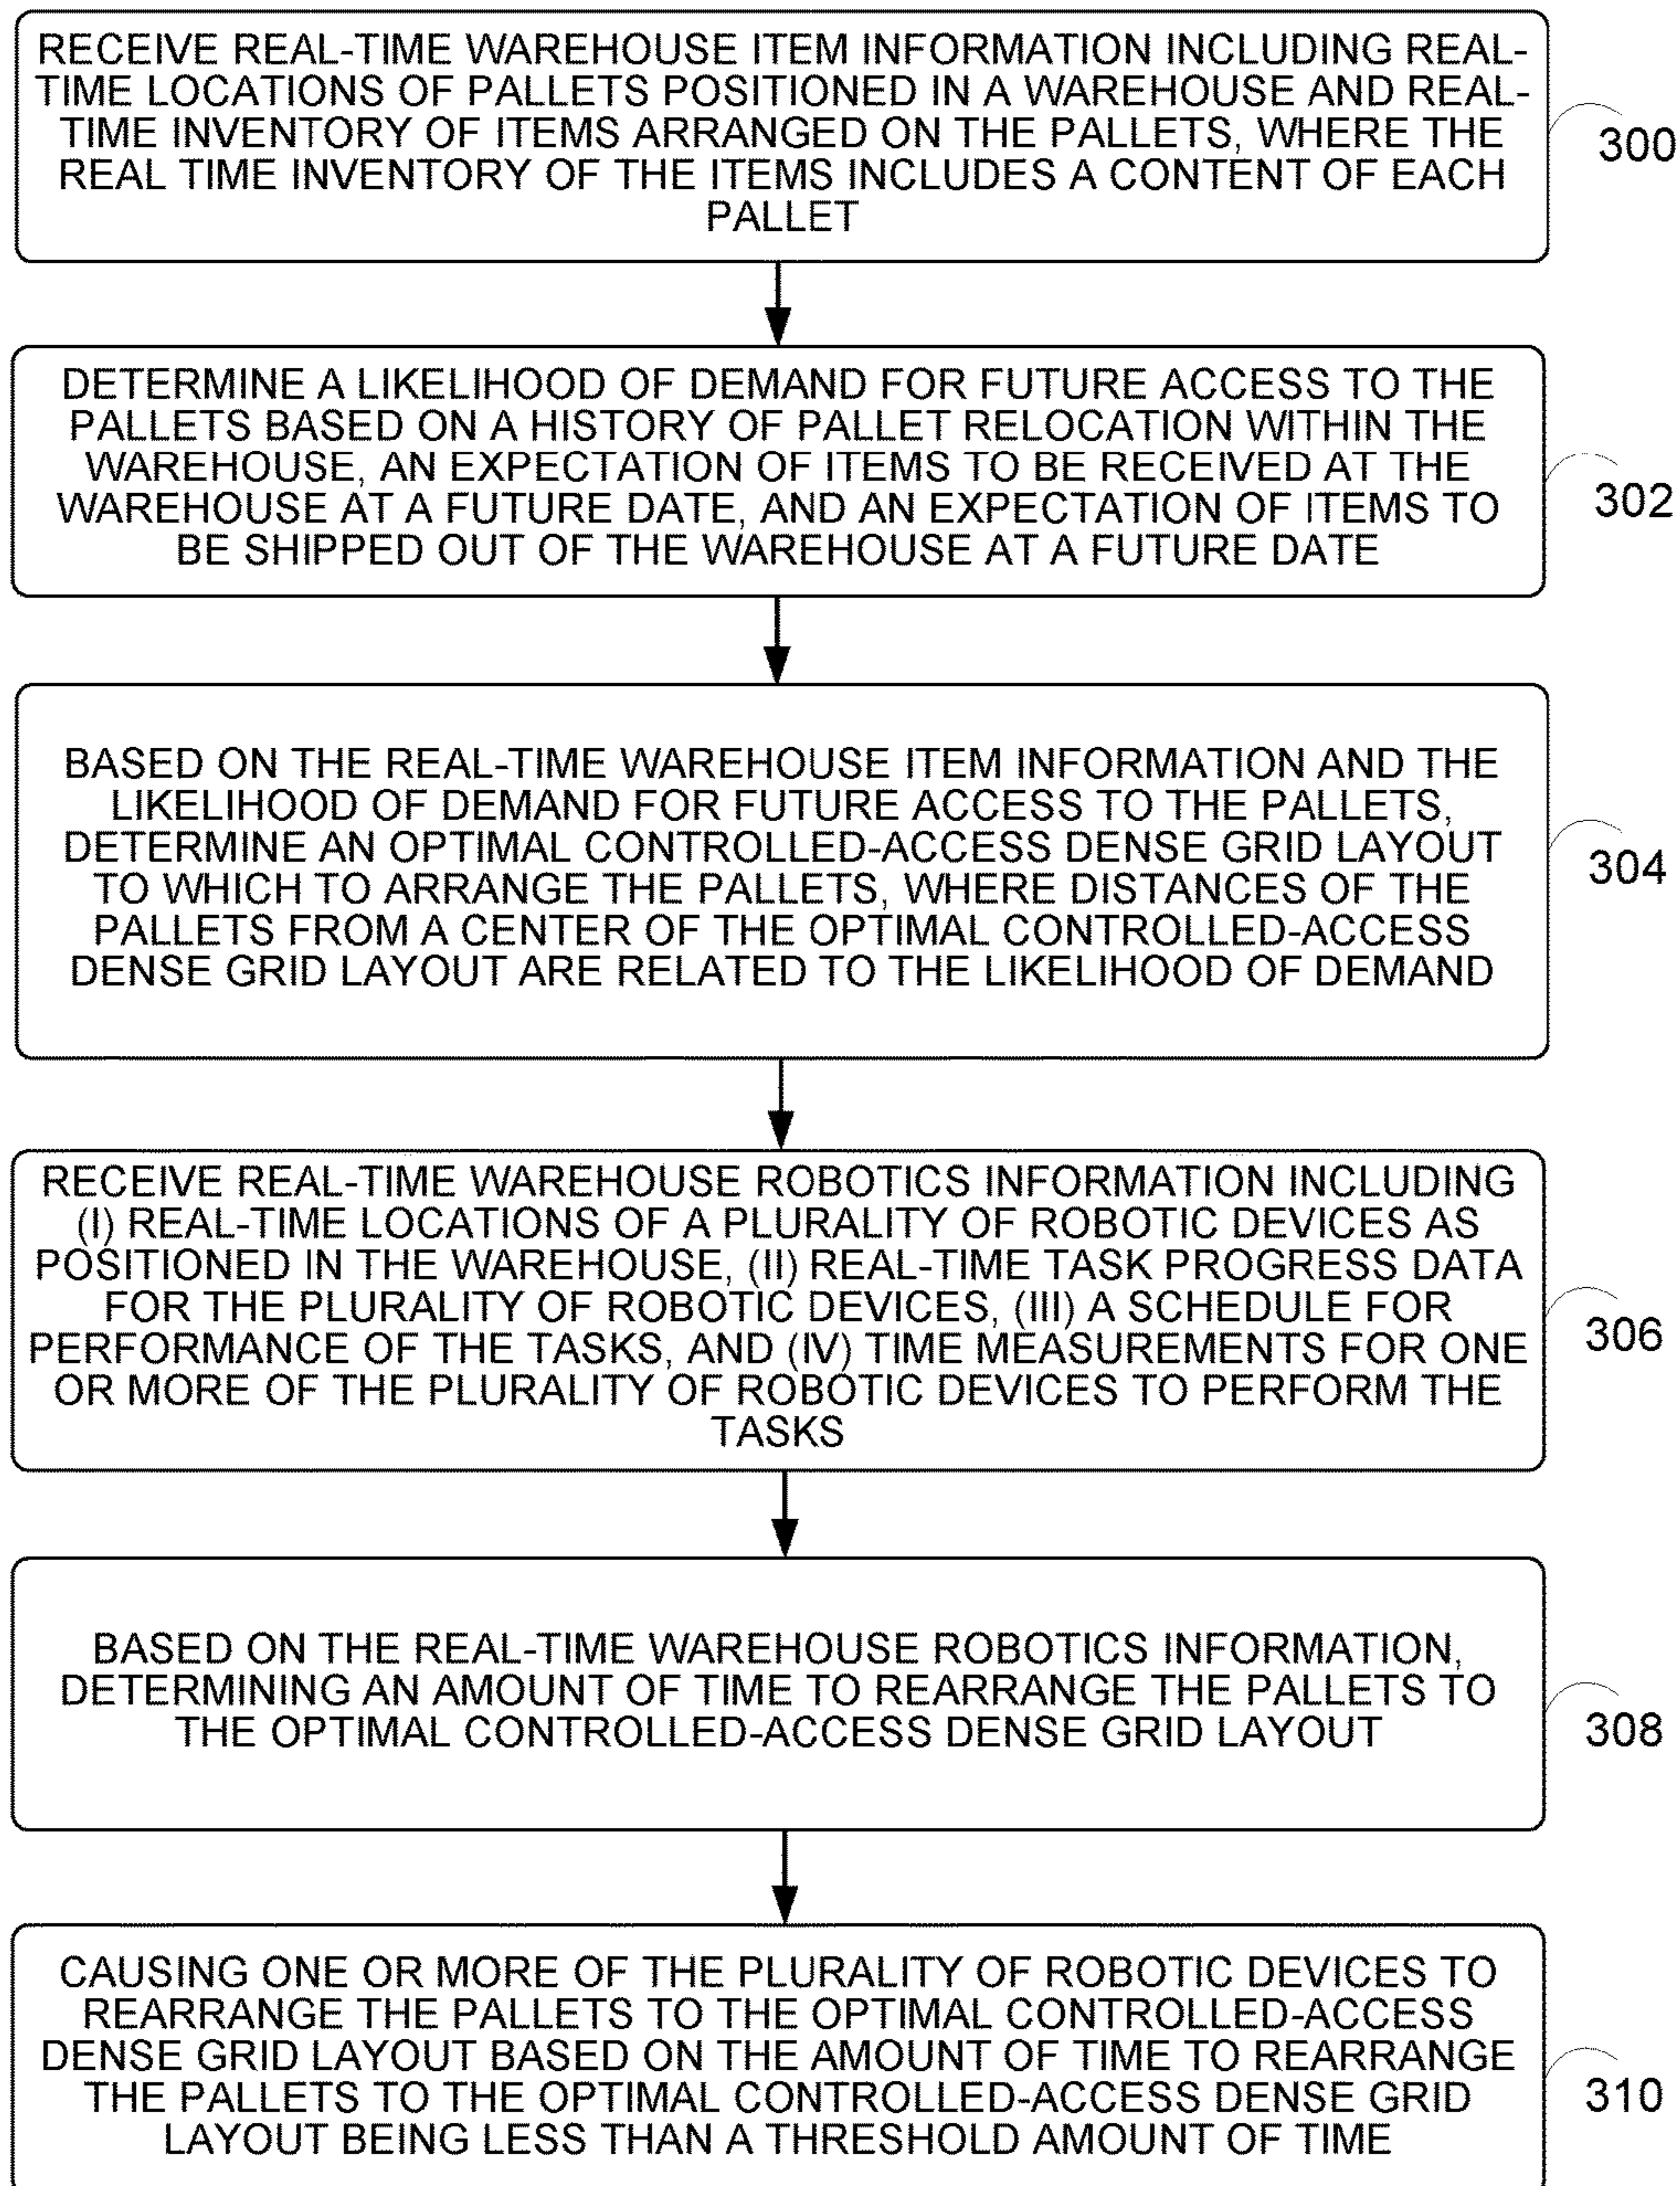 RECEIVE REAL-TIME WAREHOUSE ITEM INFORMATION INCLUDING REAL-
TIME LOCATIONS OF PALLETS POSITIONED IN A WAREHOUSE AND REAL-
TIME INVENTORY OF ITEMS ARRANGED ON THE PALLETS, WHERE THE
REAL TIME INVENTORY OF THE ITEMS INCLUDES A CONTENT OF EACH
PALLET
300
DETERMINE A LIKELIHOOD OF DEMAND FOR FUTURE ACCESS TO THE
PALLETS BASED ON A HISTORY OF PALLET RELOCATION WITHIN THE
WAREHOUSE, AN EXPECTATION OF ITEMS TO BE RECEIVED AT THE
WAREHOUSE AT A FUTURE DATE, AND AN EXPECTATION OF ITEMS TO
BE SHIPPED OUT OF THE WAREHOUSE AT A FUTURE DATE
302
BASED ON THE REAL-TIME WAREHOUSE ITEM INFORMATION AND THE
LIKELIHOOD OF DEMAND FOR FUTURE ACCESS TO THE PALLETS,
DETERMINE AN OPTIMAL CONTROLLED-ACCESS DENSE GRID LAYOUT
TO WHICH TO ARRANGE THE PALLETS, WHERE DISTANCES OF THE
PALLETS FROM A CENTER OF THE OPTIMAL CONTROLLED-ACCESS
DENSE GRID LAYOUT ARE RELATED TO THE LIKELIHOOD OF DEMAND
304
RECEIVE REAL-TIME WAREHOUSE ROBOTICS INFORMATION INCLUDING
(I) REAL-TIME LOCATIONS OF A PLURALITY OF ROBOTIC DEVICES AS
POSITIONED IN THE WAREHOUSE, (II) REAL-TIME TASK PROGRESS DATA
FOR THE PLURALITY OF ROBOTIC DEVICES, (III) A SCHEDULE FOR
PERFORMANCE OF THE TASKS, AND (IV) TIME MEASUREMENTS FOR ONE
OR MORE OF THE PLURALITY OF ROBOTIC DEVICES TO PERFORM THE
TASKS
306
BASED ON THE REAL-TIME WAREHOUSE ROBOTICS INFORMATION,
DETERMINING AN AMOUNT OF TIME TO REARRANGE THE PALLETS TO
THE OPTIMAL CONTROLLED-ACCESS DENSE GRID LAYOUT
308
CAUSING ONE OR MORE OF THE PLURALITY OF ROBOTIC DEVICES TO
REARRANGE THE PALLETS TO THE OPTIMAL CONTROLLED-ACCESS
DENSE GRID LAYOUT BASED ON THE AMOUNT OF TIME TO REARRANGE
THE PALLETS TO THE OPTIMAL CONTROLLED-ACCESS DENSE GRID
LAYOUT BEING LESS THAN A THRESHOLD AMOUNT OF TIME
310